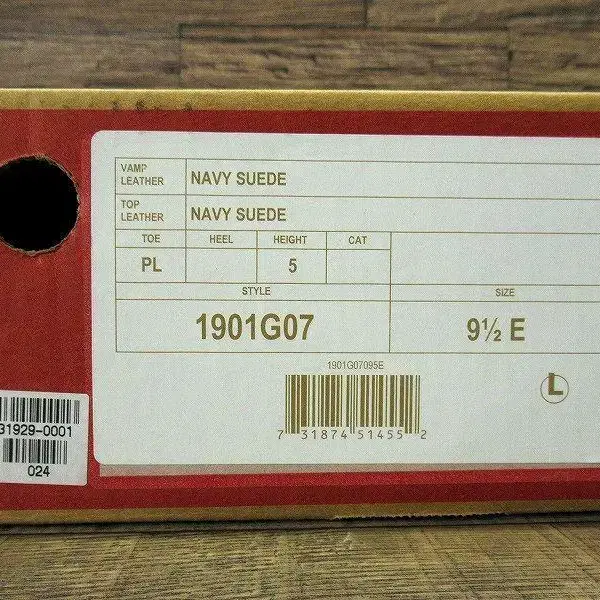 VAMP
LEATHER
NAVY SUEDE
TOP
LEATHER
NAVY SUEDE
TOE HEEL HEIGHT CAT
PL 5
STYLE SIZE
1901G07 9½ E
1901G07095E
L
7 31874 51455 2
31929-0001
024